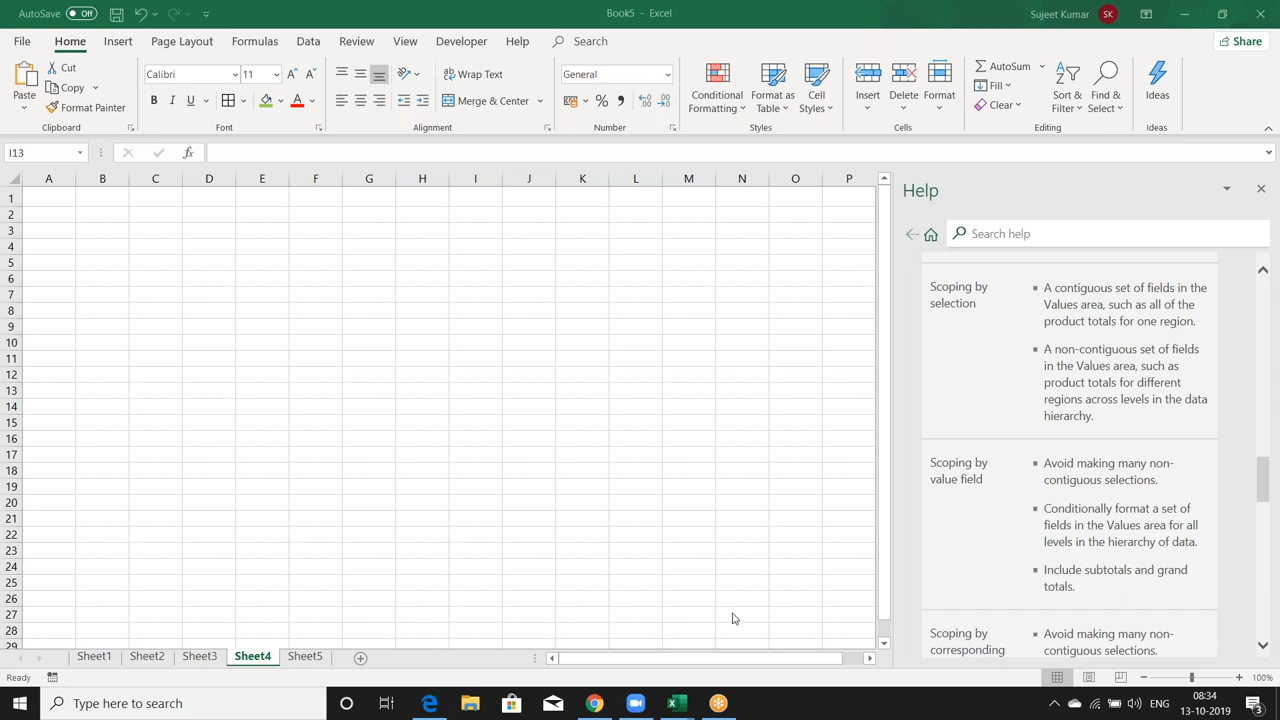 AutoSave Off
Book5 - Excel
Sujeet Kumar SK
File Home Insert Page Layout Formulas Data Review View Developer Help Search
Share
Paste
Cut
Copy
Format Painter
Clipboard
Calibri 11
B I U
Font
Wrap Text
Merge & Center
Alignment
General
Number
Conditional Formatting
Format as Table
Cell Styles
Styles
Insert
Delete
Format
Cells
AutoSum
Fill
Clear
Sort & Filter
Find & Select
Editing
Ideas
Ideas
I13
fx
A B C D E F G H I J K L M N O P
1
2
3
4
5
6
7
8
9
10
11
12
13
14
15
16
17
18
19
20
21
22
23
24
25
26
27
28
29
Help
Search help
Scoping by
selection
A contiguous set of fields in the
Values area, such as all of the
product totals for one region.
A non-contiguous set of fields
in the Values area, such as
product totals for different
regions across levels in the data
hierarchy.
Scoping by
value field
Avoid making many non-
contiguous selections.
Conditionally format a set of
fields in the Values area for all
levels in the hierarchy of data.
Include subtotals and grand
totals.
Scoping by
corresponding
Avoid making many non-
contiguous selections.
Sheet1 Sheet2 Sheet3 Sheet4 Sheet5
Ready
100%
Type here to search
ENG
08:34
13-10-2019
3